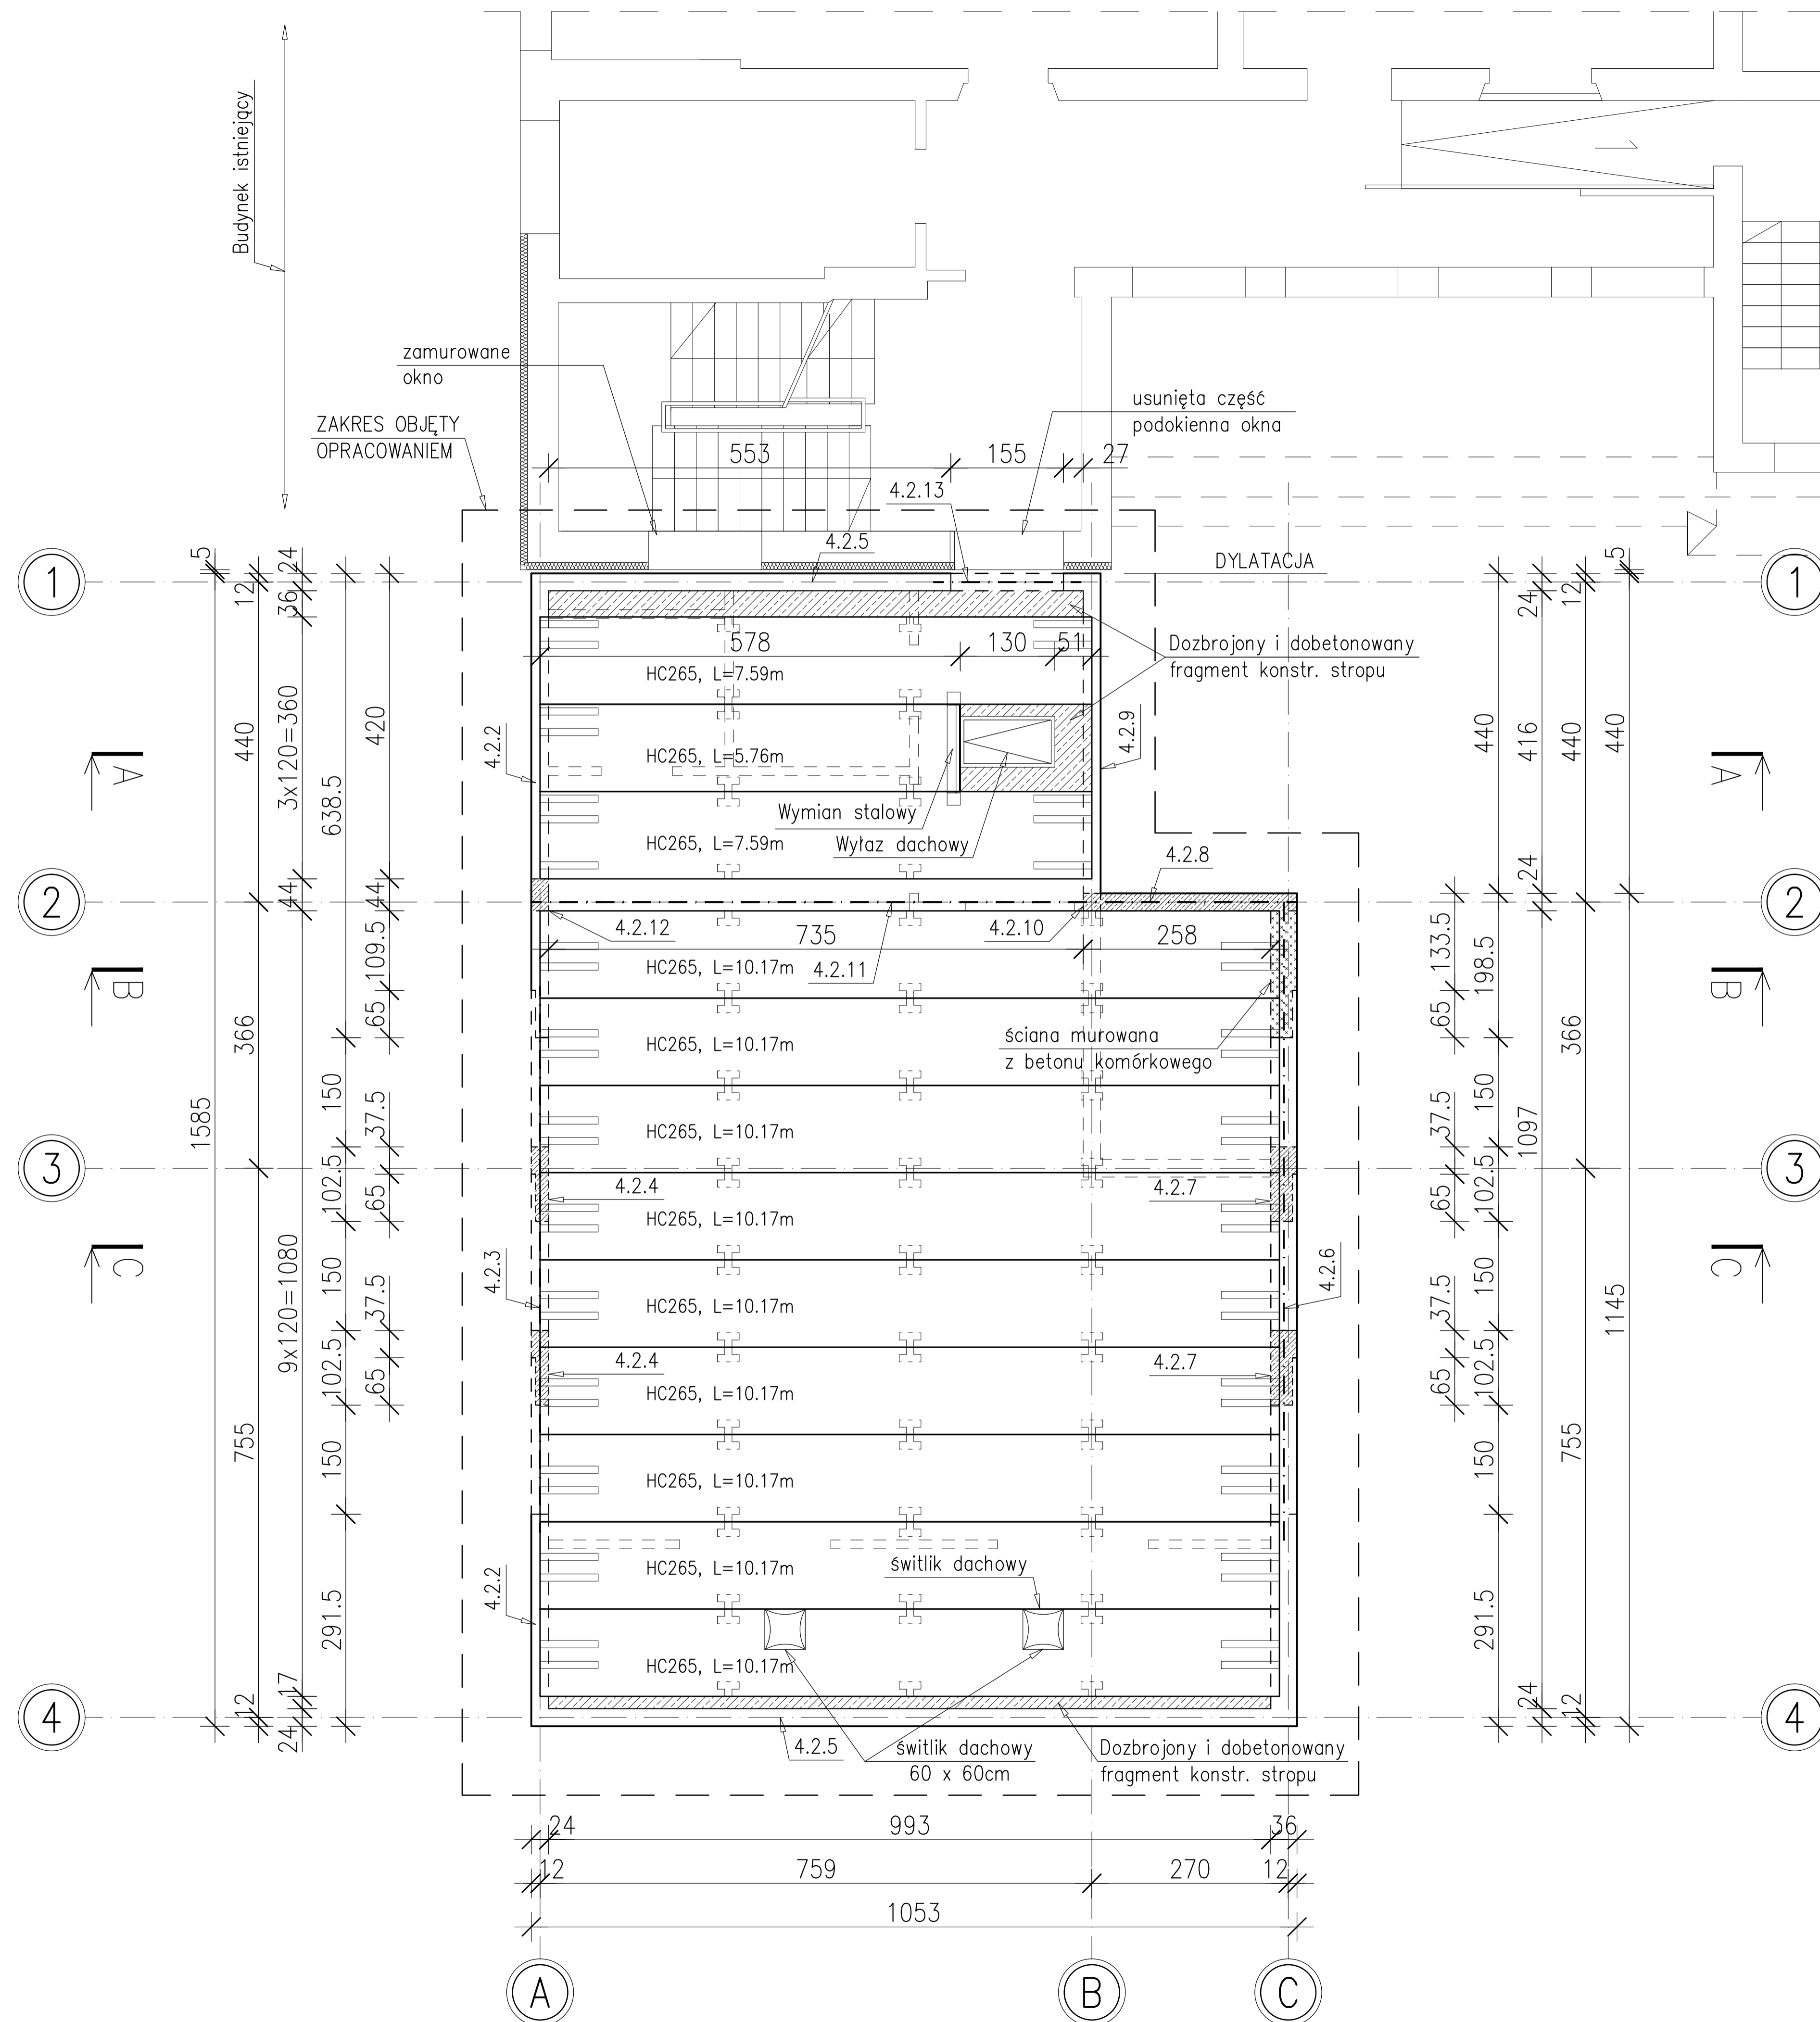 Budynek istniejący
1
zamurowane
okno
ZAKRES OBJĘTY
OPRACOWANIEM
usunięta część
podokienna okna
553
155
27
4.2.13
4.2.5
DYLATACJA
1
1
5
12
24
36
24
12
5
578
130
51
Dozbrojony i dobetonowany
fragment konstr. stropu
HC265, L=7.59m
440
3x120=360
420
638.5
4.2.2
4.2.9
440
416
440
440
HC265, L=5.76m
A
A
Wymian stalowy
Wyłaz dachowy
HC265, L=7.59m
4.2.8
24
2
2
44
44
4.2.12
735
4.2.10
258
HC265, L=10.17m
4.2.11
109.5
65
133.5
65
198.5
B
B
366
366
ściana murowana
z betonu komórkowego
HC265, L=10.17m
1585
150
37.5
37.5
150
1097
HC265, L=10.17m
3
3
102.5
65
65
102.5
4.2.4
4.2.7
HC265, L=10.17m
9x120=1080
150
37.5
37.5
150
4.2.3
4.2.6
C
C
HC265, L=10.17m
1145
102.5
65
65
102.5
4.2.4
4.2.7
HC265, L=10.17m
755
150
150
755
HC265, L=10.17m
HC265, L=10.17m
świtlik dachowy
4.2.2
291.5
291.5
HC265, L=10.17m
4
4
12
17
24
24
12
4.2.5
świtlik dachowy
60 x 60cm
Dozbrojony i dobetonowany
fragment konstr. stropu
24
993
36
12
759
270
12
1053
A
B
C